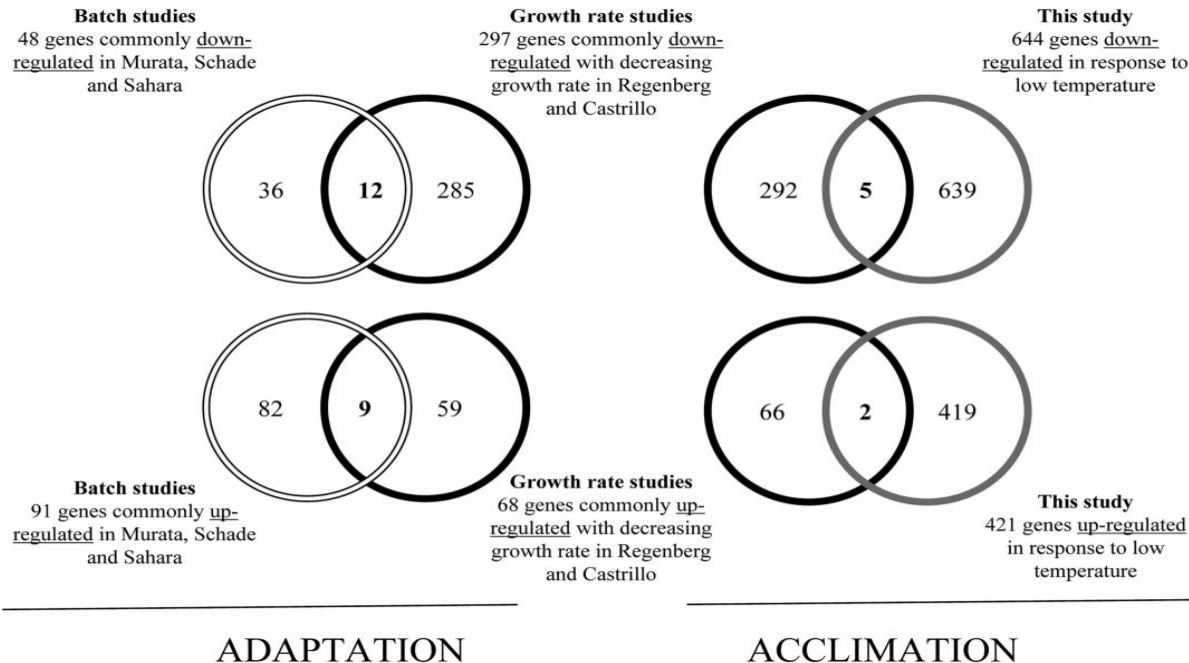 Batch studies
48 genes commonly down-
regulated in Murata, Schade
and Sahara
Growth rate studies
297 genes commonly down-
regulated with decreasing
growth rate in Regenberg
and Castrillo
This study
644 genes down-
regulated in response to
low temperature
36
12
285
292
5
639
82
9
59
66
2
419
Batch studies
91 genes commonly up-
regulated in Murata, Schade
and Sahara
Growth rate studies
68 genes commonly up-
regulated with decreasing
growth rate in Regenberg
and Castrillo
This study
421 genes up-regulated
in response to low
temperature
ADAPTATION
ACCLIMATION